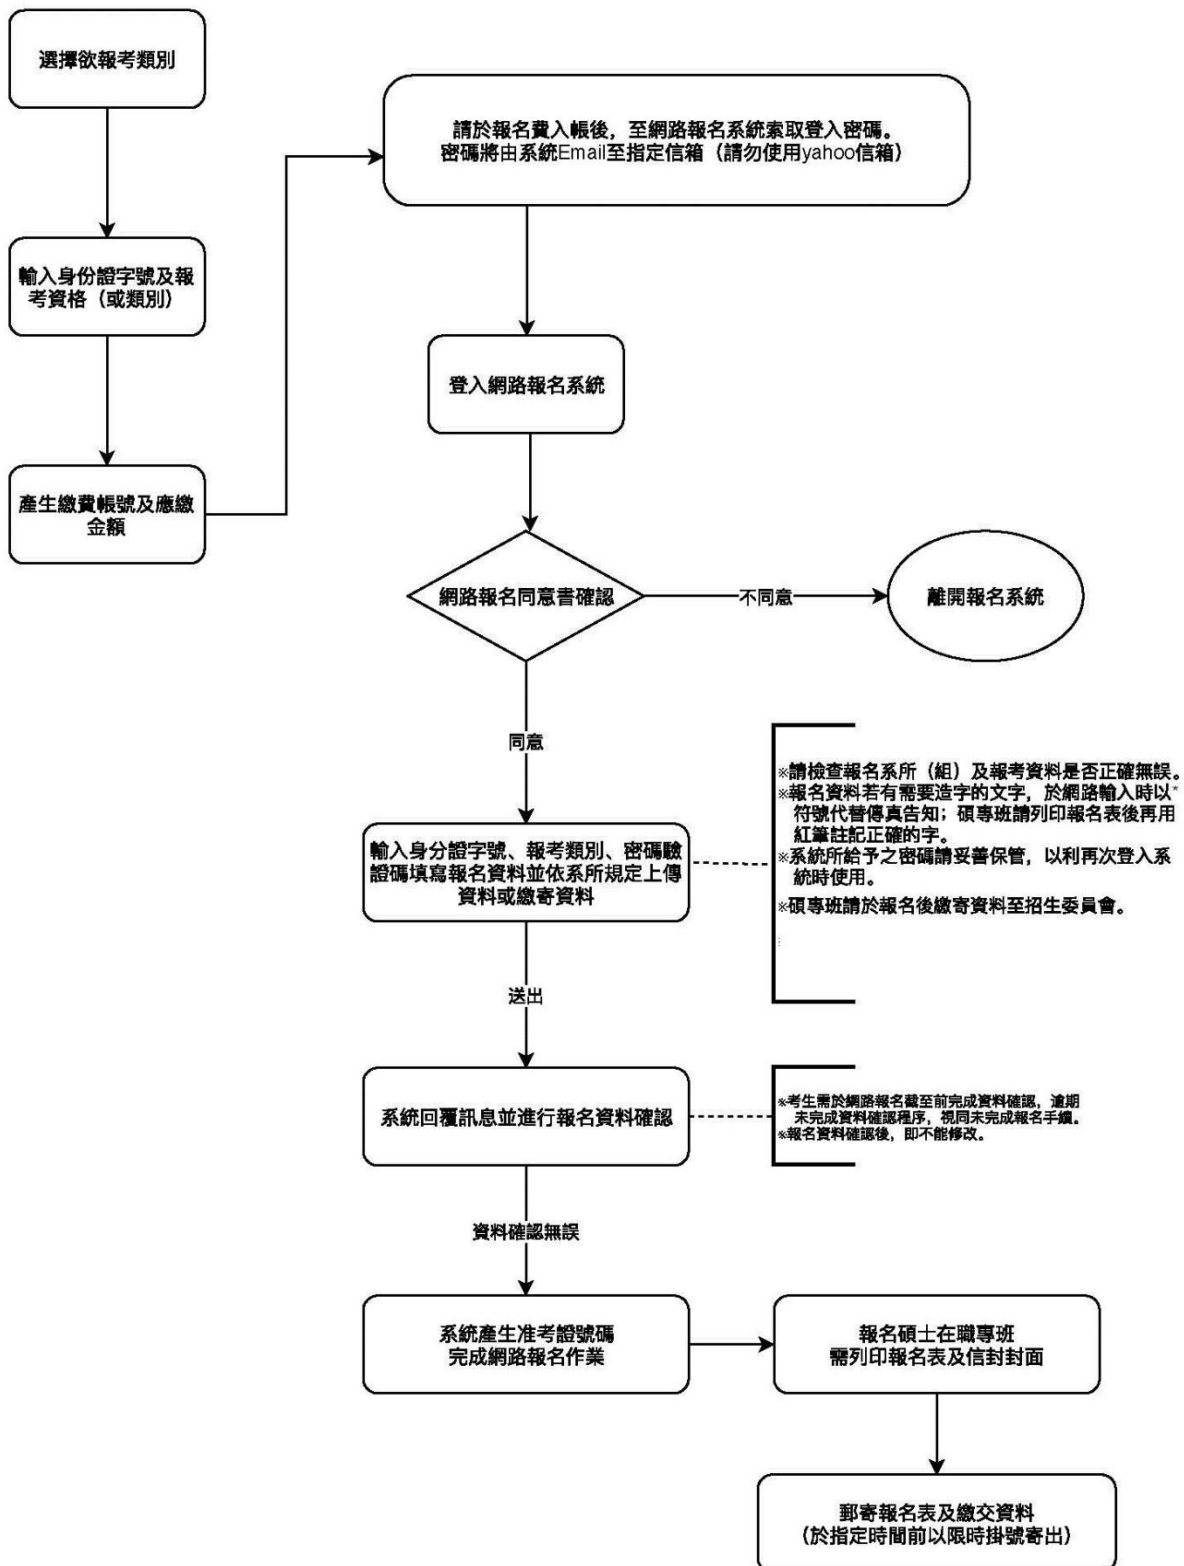 選擇欲報考類別
輸入身份證字號及報
考資格（或類別）
產生繳費帳號及應繳
金額
請於報名費入帳後，至網路報名系統索取登入密碼。
密碼將由系統Email至指定信箱（請勿使用yahoo信箱）
登入網路報名系統
網路報名同意書確認
不同意
離開報名系統
同意
輸入身分證字號、報考類別、密碼驗
證碼填寫報名資料並依系所規定上傳
資料或繳寄資料
※請檢查報名系所（組）及報考資料是否正確無誤。
※報名資料若有需要造字的文字，於網路輸入時以*
符號代替傳真告知；碩專班請列印報名表後再用
紅筆註記正確的字。
※系統所給予之密碼請妥善保管，以利再次登入系
統時使用。
※碩專班請於報名後繳寄資料至招生委員會。
送出
系統回覆訊息並進行報名資料確認
※考生需於網路報名截至前完成資料確認，逾期
未完成資料確認程序，視同未完成報名手續。
※報名資料確認後，即不能修改。
資料確認無誤
系統產生准考證號碼
完成網路報名作業
報名碩士在職專班
需列印報名表及信封封面
郵寄報名表及繳交資料
（於指定時間前以限時掛號寄出）